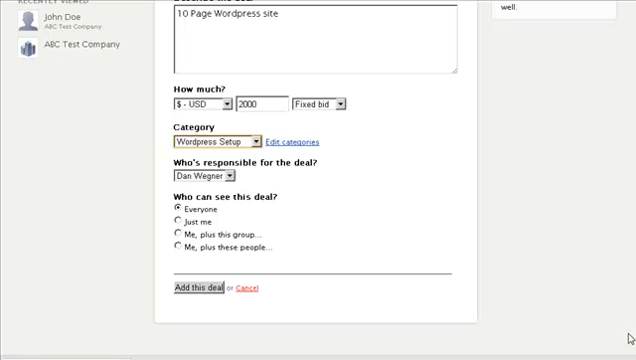 RECENTLY VIEWED
John Doe
ABC Test Company
ABC Test Company
10 Page Wordpress site
How much?
$ - USD 2000 Fixed bid
Category
Wordpress Setup Edit categories
Who's responsible for the deal?
Dan Wegner
Who can see this deal?
Everyone
Just me
Me, plus this group...
Me, plus these people...
Add this deal or Cancel
well.